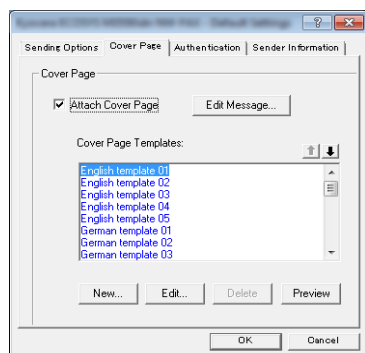 Default Settings
Sending Options Cover Page Authentication Sender Information
Cover Page
Attach Cover Page Edit Message...
Cover Page Templates:
English template 01
English template 02
English template 03
English template 04
English template 05
German template 01
German template 02
German template 03
New... Edit... Delete Preview
OK Cancel